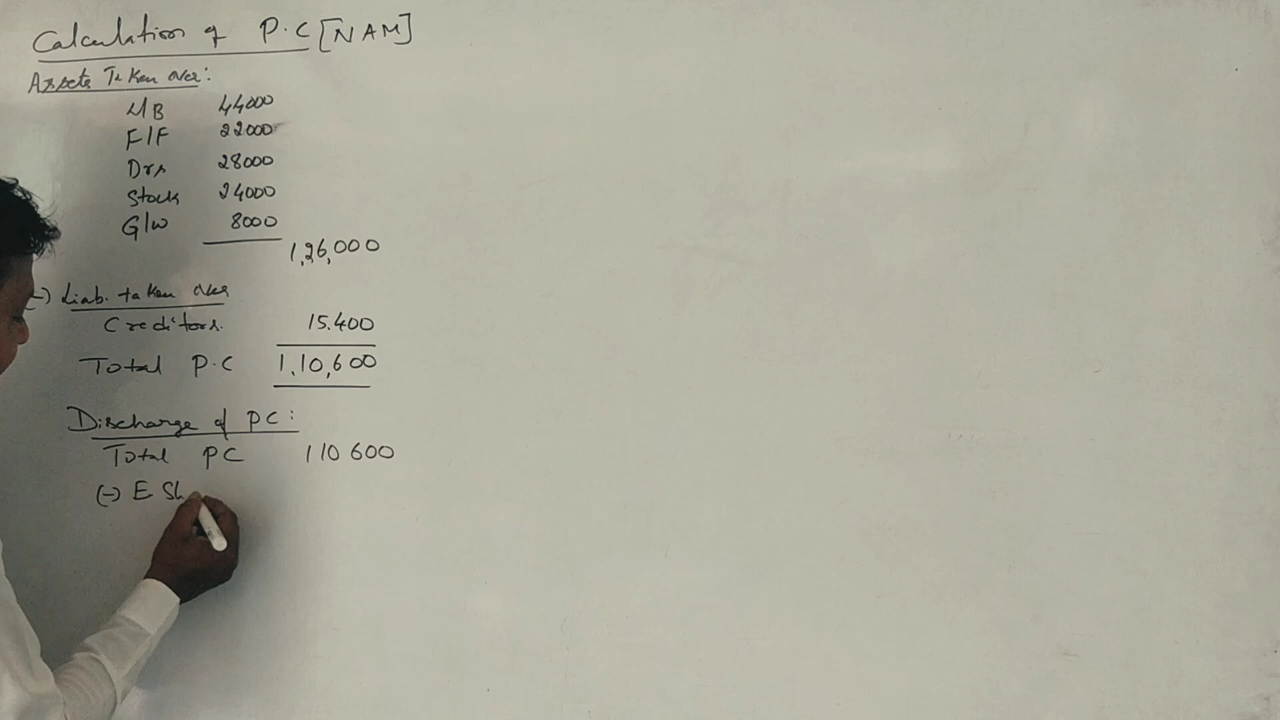 Calculation of P.C [NAM]
Assets Taken over:
L/B 44000
F/F 22000
Drs 28000
Stock 24000
G/w 8000
1,26,000
(-) Liab. taken over
Creditors. 15.400
Total P.C 1,10,600
Discharge of PC:
Total PC 110 600
(-) E Sh